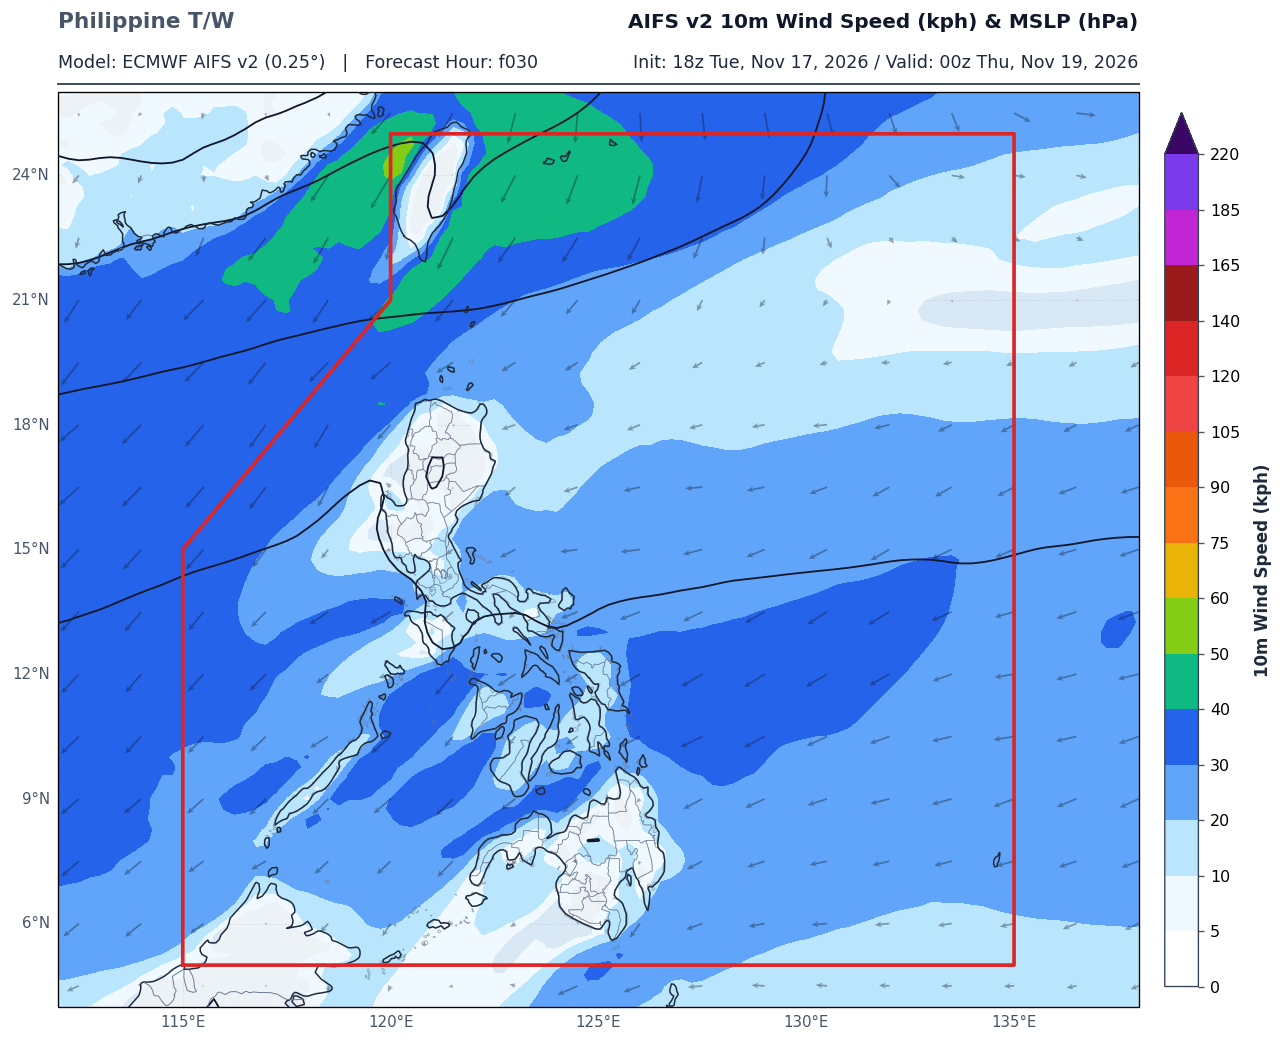 Philippine T/W
AIFS v2 10m Wind Speed (kph) & MSLP (hPa)
Model: ECMWF AIFS v2 (0.25°) | Forecast Hour: f030
Init: 18z Tue, Nov 17, 2026 / Valid: 00z Thu, Nov 19, 2026
24°N
21°N
18°N
15°N
12°N
9°N
6°N
115°E
120°E
125°E
130°E
135°E
220
185
165
140
120
105
90
75
60
50
40
30
20
10
5
0
10m Wind Speed (kph)